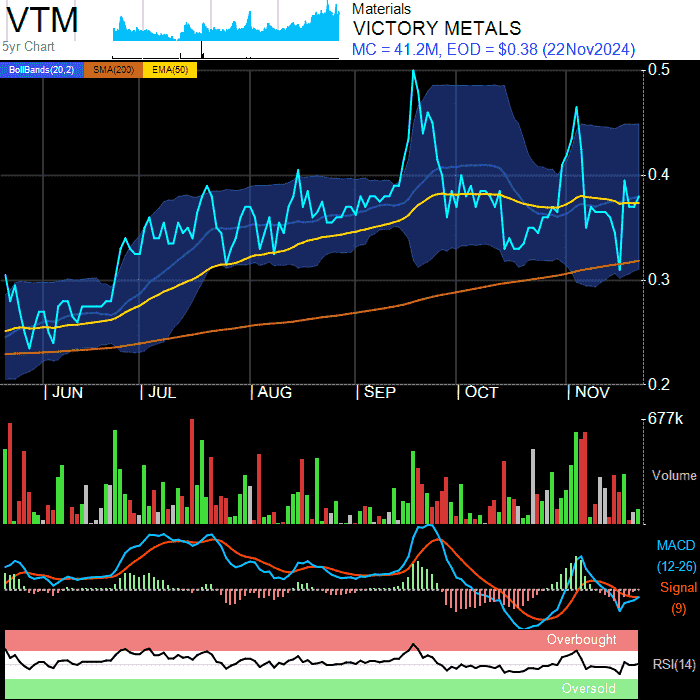 VTM
5yr Chart
Materials
VICTORY METALS
MC = 41.2M, EOD = $0.38 (22Nov2024)
BollBands(20,2) SMA(200) EMA(50)
0.5
0.4
0.3
0.2
JUN JUL AUG SEP OCT NOV
677k
Volume
MACD
(12-26)
Signal
(9)
Overbought
RSI(14)
Oversold